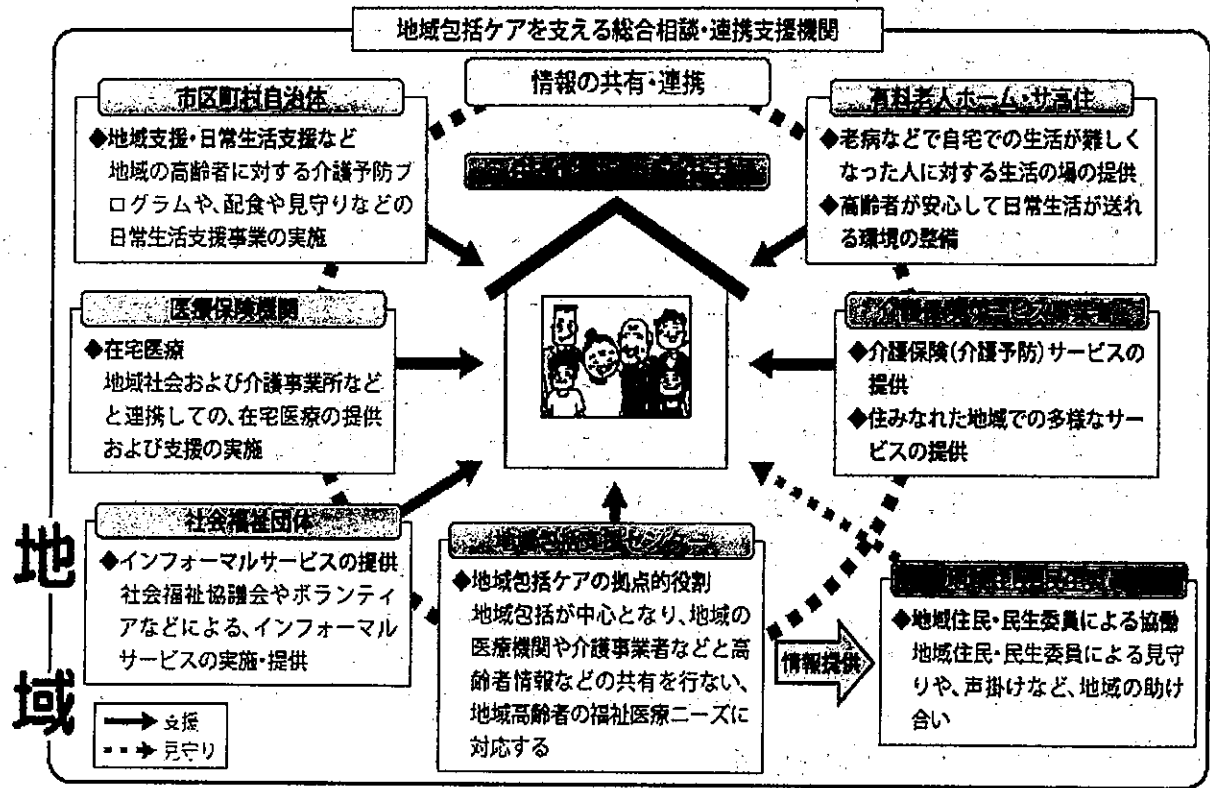 地域包括ケアを支える総合相談・連携支援機関
情報の共有・連携
市区町村自治体
◆地域支援・日常生活支援など
地域の高齢者に対する介護予防プ
ログラムや、配食や見守りなどの
日常生活支援事業の実施
有料老人ホーム・サ高住
◆老病などで自宅での生活が難しく
なった人に対する生活の場の提供
◆高齢者が安心して日常生活が送れ
る環境の整備
医療保険機関
◆在宅医療
地域社会および介護事業所など
と連携しての、在宅医療の提供
および支援の実施
◆介護保険(介護予防)サービスの
提供
◆住みなれた地域での多様なサー
ビスの提供
社会福祉団体
◆インフォーマルサービスの提供
社会福祉協議会やボランティ
アなどによる、インフォーマル
サービスの実施・提供
地域包括支援センター
◆地域包括ケアの拠点的役割
地域包括が中心となり、地域の
医療機関や介護事業者などと高
齢者情報などの共有を行ない、
地域高齢者の福祉医療ニーズに
対応する
情報提供
◆地域住民・民生委員による協働
地域住民・民生委員による見守
りや、声掛けなど、地域の助け
合い
地域
支援
見守り